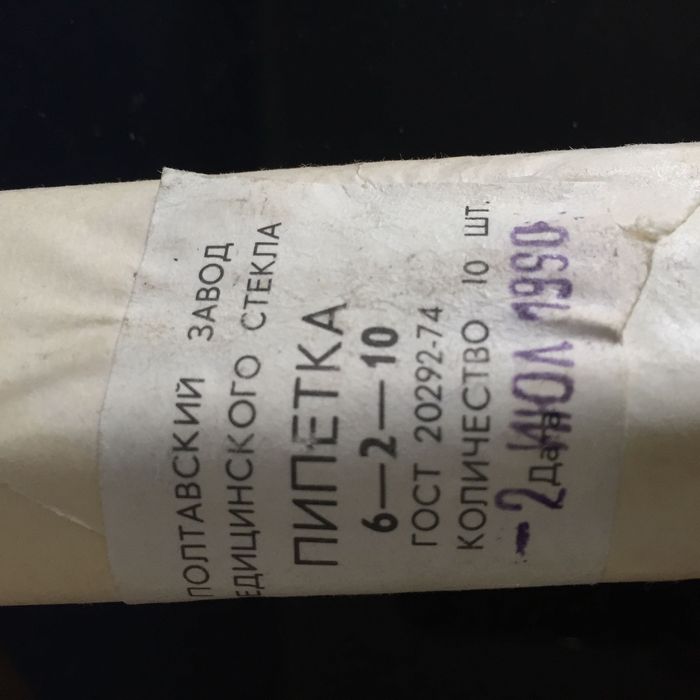 ПОЛТАВСКИЙ ЗАВОД
ЕДИЦИНСКОГО СТЕКЛА
ПИПЕТКА
6—2—10
ГОСТ 20292-74
КОЛИЧЕСТВО 10 ШТ.
Дата
- 2 ИЮЛ 1990